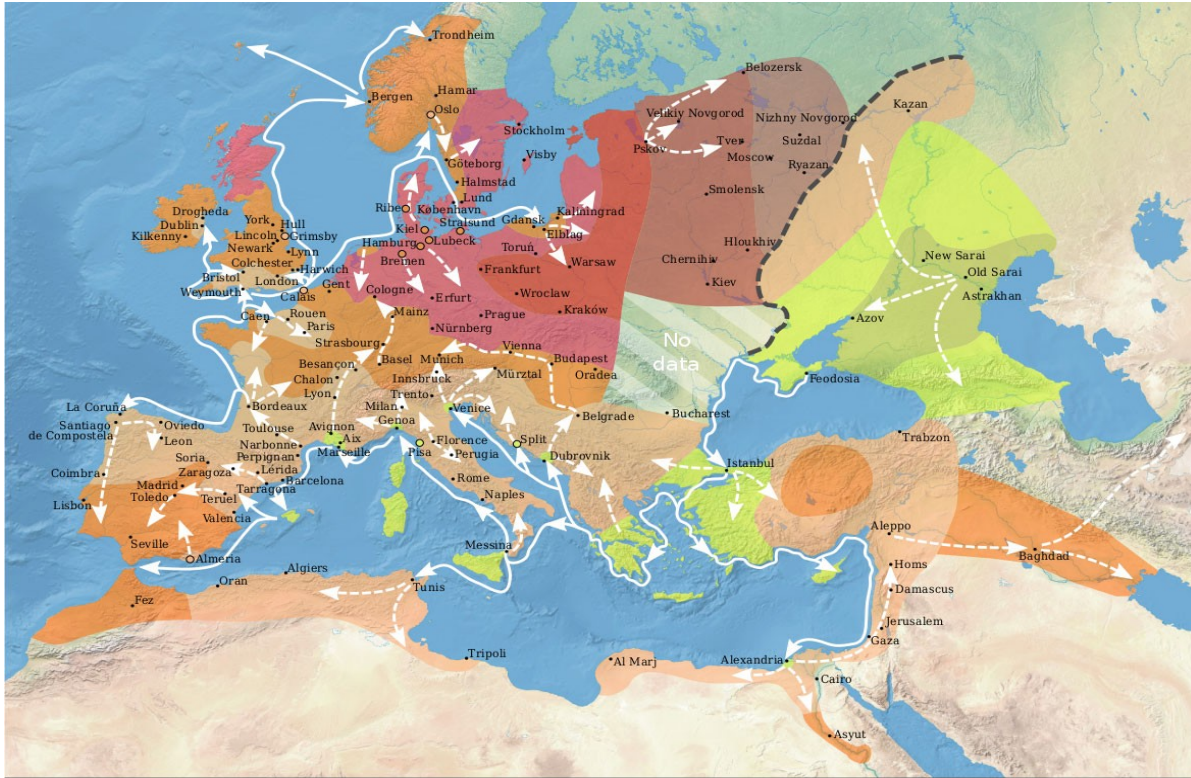 Trondheim
Bergen
Hamar
Oslo
Belozersk
Velikiy Novgorod
Nizhny Novgorod
Kazan
Stockholm
Pskov
Tver
Suzdal
Moscow
Ryazan
Göteborg
Visby
Halmstad
Smolensk
Lund
Ribe
København
Kaliningrad
Drogheda
York
Hull
Gdansk
Stralsund
Dublin
Lincoln
Grimsby
Kiel
Elblag
Kilkenny
Newark
Hamburg
Lubeck
Toruń
Hloukhiv
Lynn
Bremen
Warsaw
Chernihiv
New Sarai
Colchester
Harwich
Frankfurt
Old Sarai
Bristol
London
Gent
Kiev
Weymouth
Calais
Cologne
Erfurt
Wroclaw
Astrakhan
Caen
Rouen
Mainz
Prague
Kraków
Azov
Paris
Nürnberg
Strasbourg
No
data
Vienna
Besançon
Basel
Munich
Budapest
Chalon
Innsbruck
Mürztal
Oradea
Feodosia
Lyon
Trento
La Coruña
Bordeaux
Milan
Venice
Belgrade
Bucharest
Santiago
de Compostela
Oviedo
Toulouse
Avignon
Genoa
Leon
Narbonne
Aix
Florence
Split
Trabzon
Soria
Perpignan
Marseille
Pisa
Perugia
Dubrovnik
Coimbra
Zaragoza
Lérida
Istanbul
Madrid
Barcelona
Rome
Lisbon
Toledo
Teruel
Tarragona
Naples
Valencia
Aleppo
Seville
Messina
Almeria
Baghdad
Algiers
Homs
Oran
Tunis
Damascus
Fez
Jerusalem
Gaza
Tripoli
Al Marj
Alexandria
Cairo
Asyut